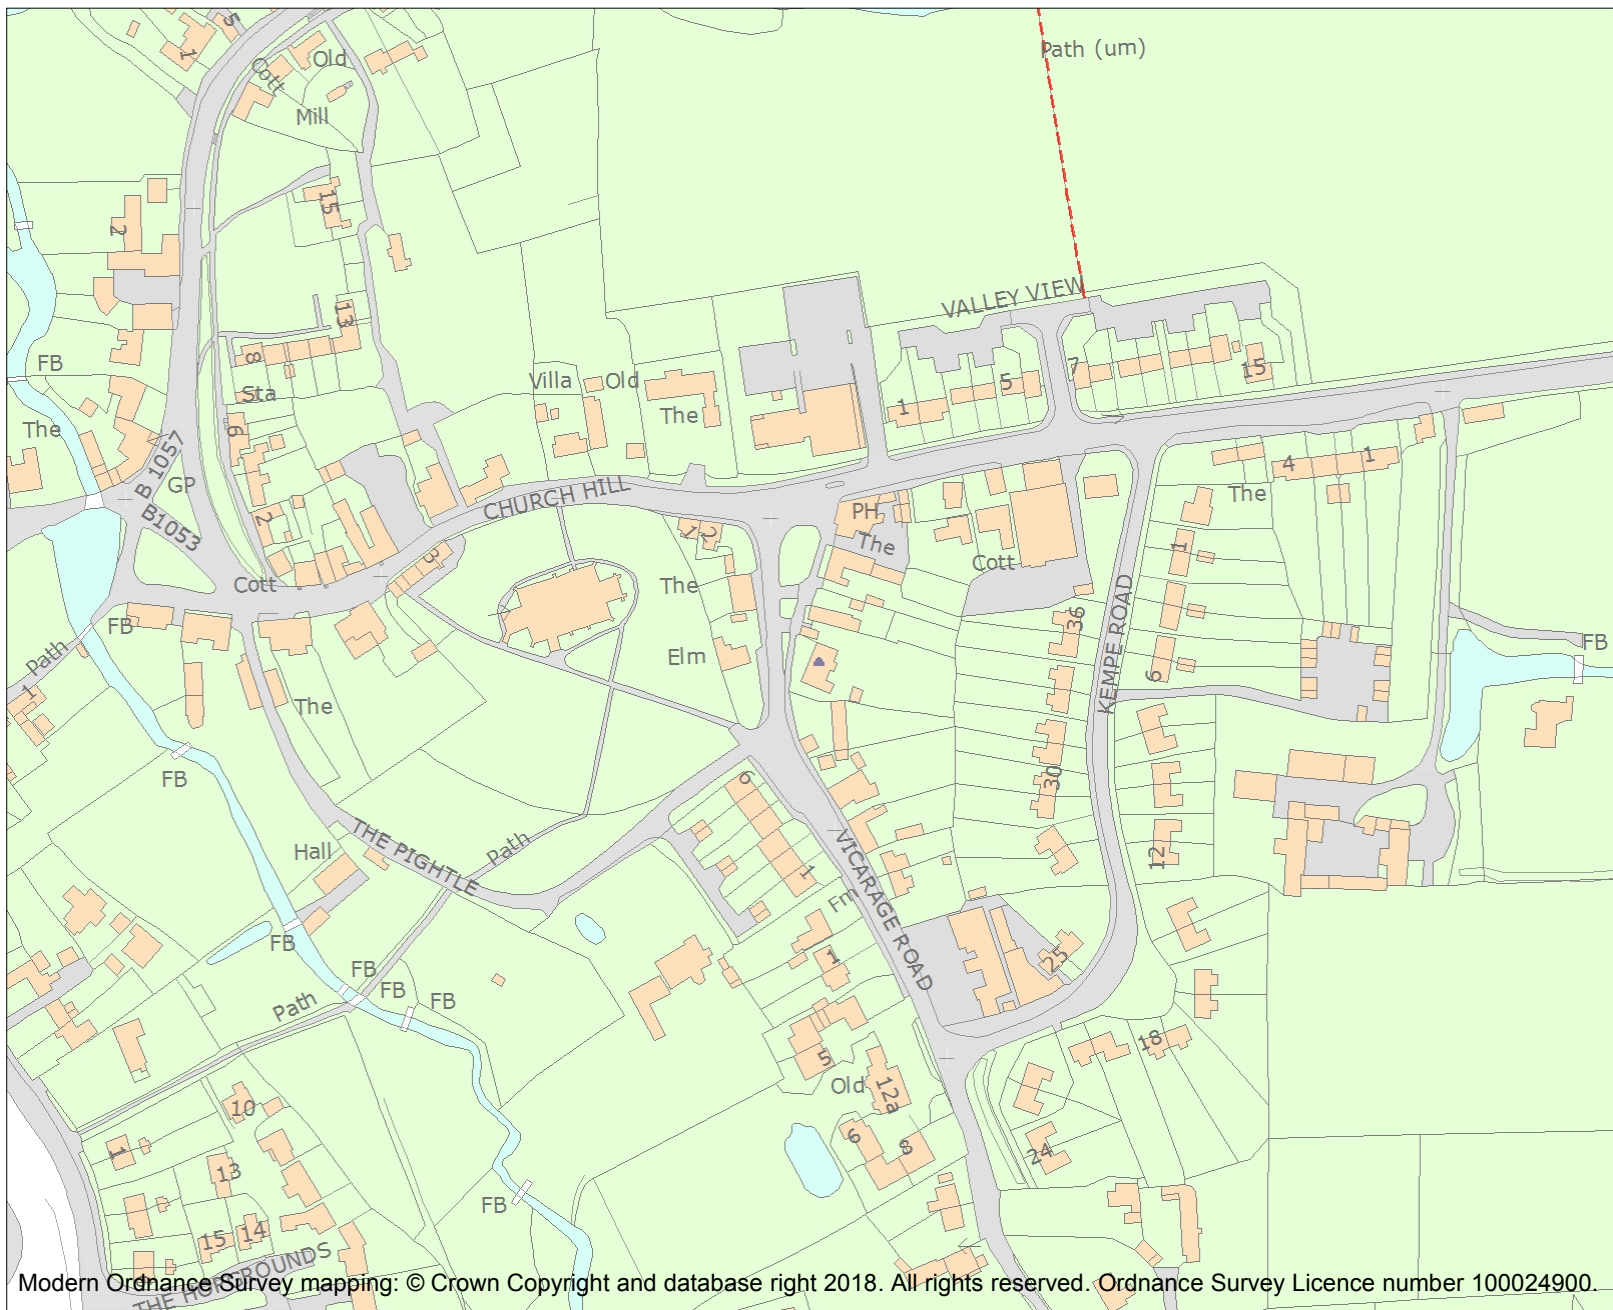 5
1
Cott
Old
Mill
Path (um)
15
2
VALLEY VIEW
13
FB
8
Sta
Villa
Old
The
1
5
7
15
The
6
B 1057
GP
B1053
2
CHURCH HILL
1
2
PH
The
4
1
The
Cott
3
The
Cott
1
36
KEMPE ROAD
FB
Path
1
FB
Elm
6
The
FB
30
6
12
Hall
THE PIGHTLE
Path
1
VICARAGE ROAD
Fm
FB
FB
FB
FB
Path
1
25
18
5
Old
12a
10
1
6
8
24
13
FB
15
14
THE HOPGROUNDS
Modern Ordnance Survey mapping: © Crown Copyright and database right 2018. All rights reserved. Ordnance Survey Licence number 100024900.